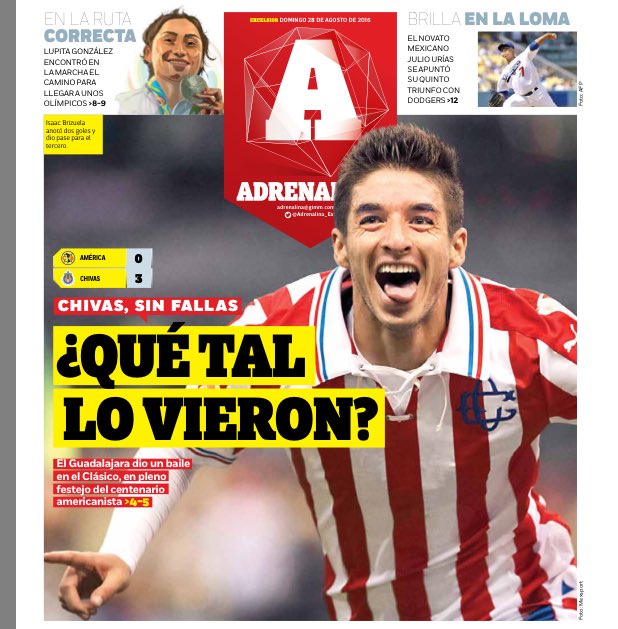 EN LA RUTA
CORRECTA
LUPITA GONZÁLEZ
ENCONTRÓ EN
LA MARCHA EL
CAMINO PARA
LLEGAR A UNOS
OLÍMPICOS >8-9
EXCELSIOR DOMINGO 28 DE AGOSTO DE 2016
A
ADRENAL
adrenalina@gimm.com
@Adrenalina_Ex
BRILLA EN LA LOMA
EL NOVATO
MEXICANO
JULIO URÍAS
SE APUNTÓ
SU QUINTO
TRIUNFO CON
DODGERS >12
7
Foto: AFP
Isaac Brizuela
anotó dos goles y
dio pase para el
tercero.
AMÉRICA 0
CHIVAS 3
CHIVAS, SIN FALLAS
¿QUÉ TAL
LO VIERON?
El Guadalajara dio un baile
en el Clásico, en pleno
festejo del centenario
americanista >4-5
Foto: Mexsport